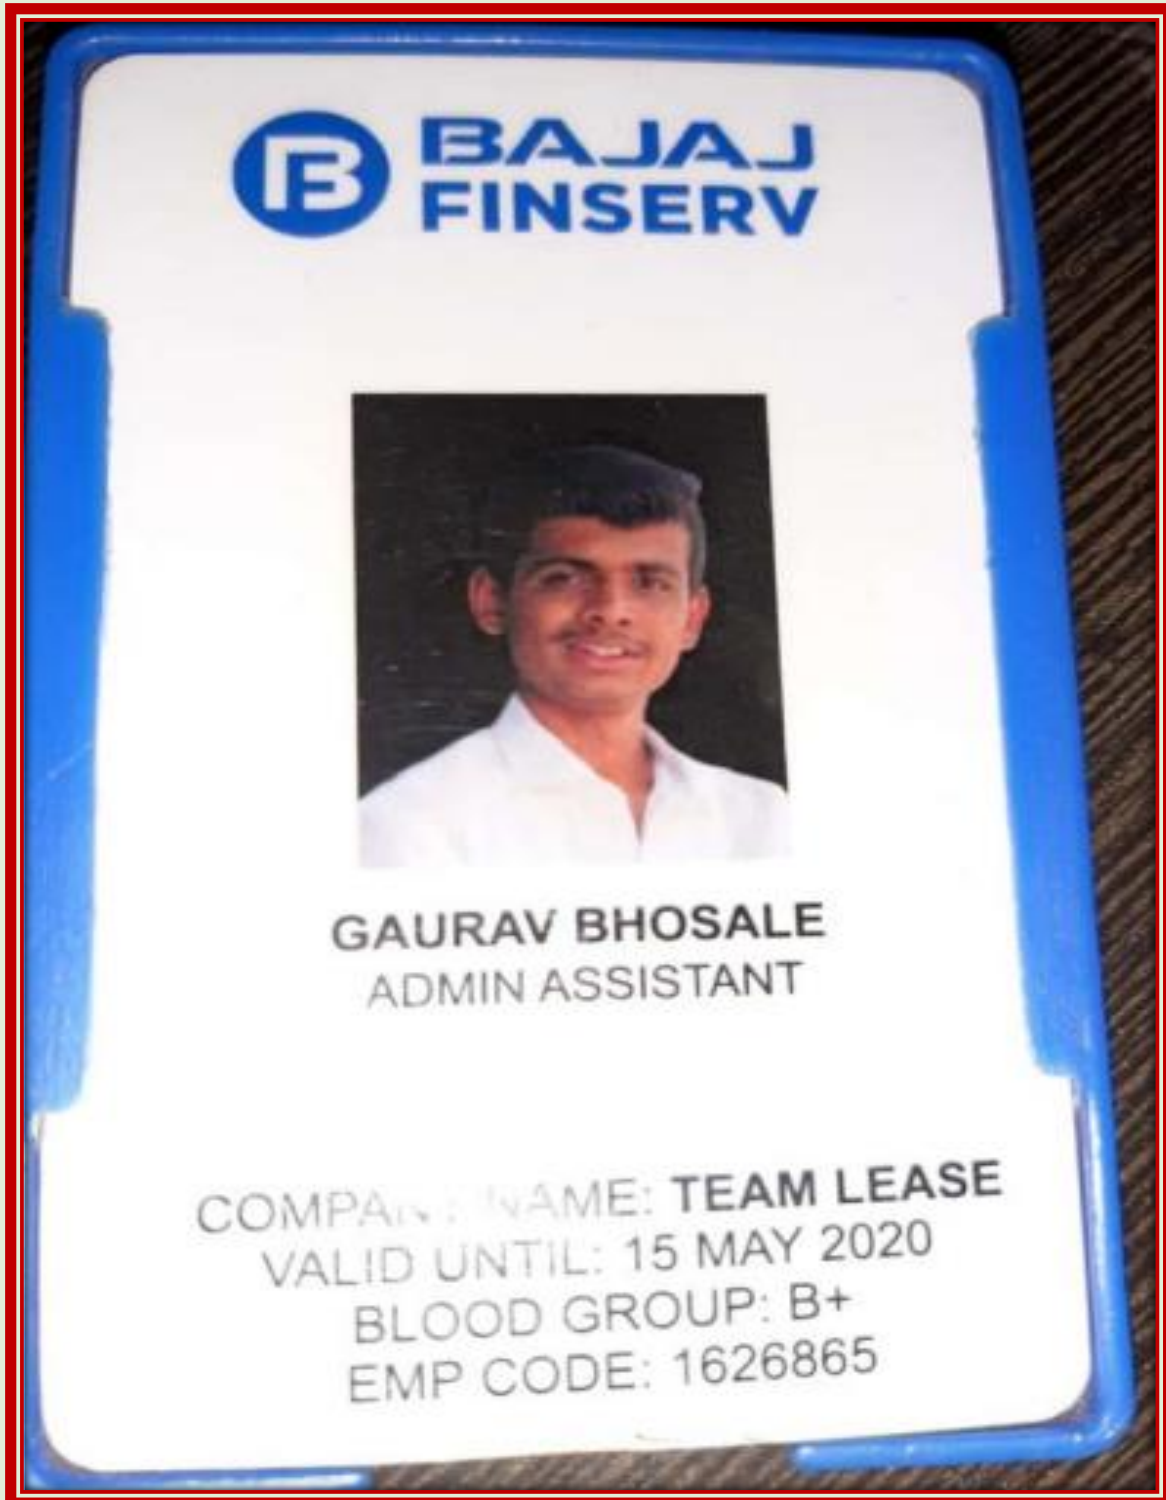 BAJAJ
FINSERV
GAURAV BHOSALE
ADMIN ASSISTANT
COMPANY NAME: TEAM LEASE
VALID UNTIL: 15 MAY 2020
BLOOD GROUP: B+
EMP CODE: 1626865